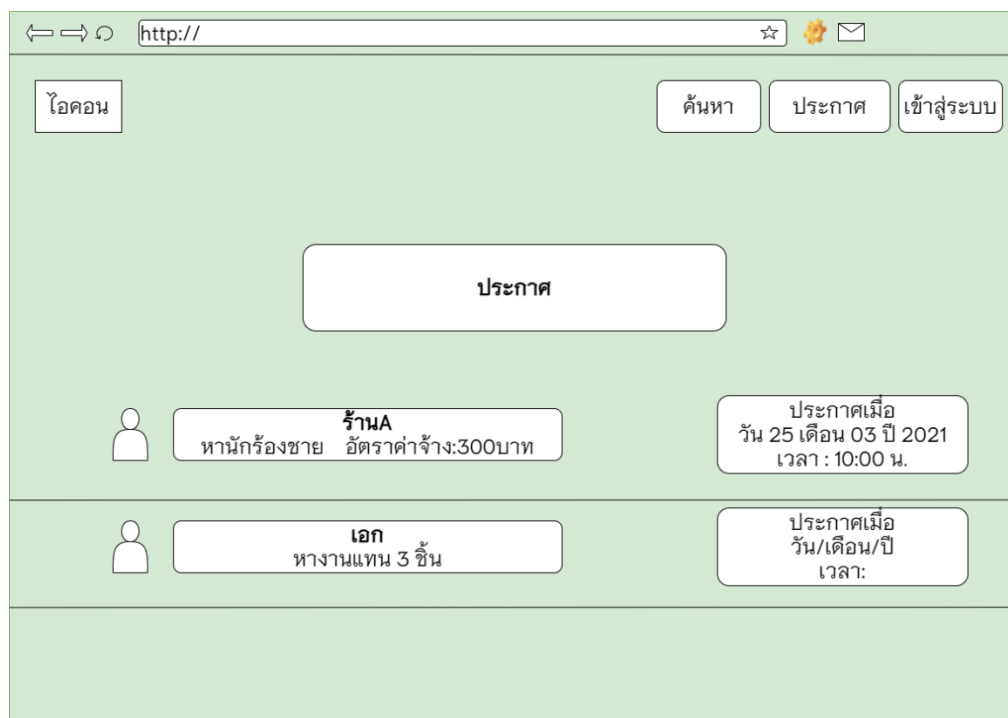 http://
ไอคอน
ค้นหา
ประกาศ
เข้าสู่ระบบ
ประกาศ
ร้านA
หานักร้องชาย อัตราค่าจ้าง:300บาท
ประกาศเมื่อ
วัน 25 เดือน 03 ปี 2021
เวลา : 10:00 น.
เอก
หางานแทน 3 ชิ้น
ประกาศเมื่อ
วัน/เดือน/ปี
เวลา: